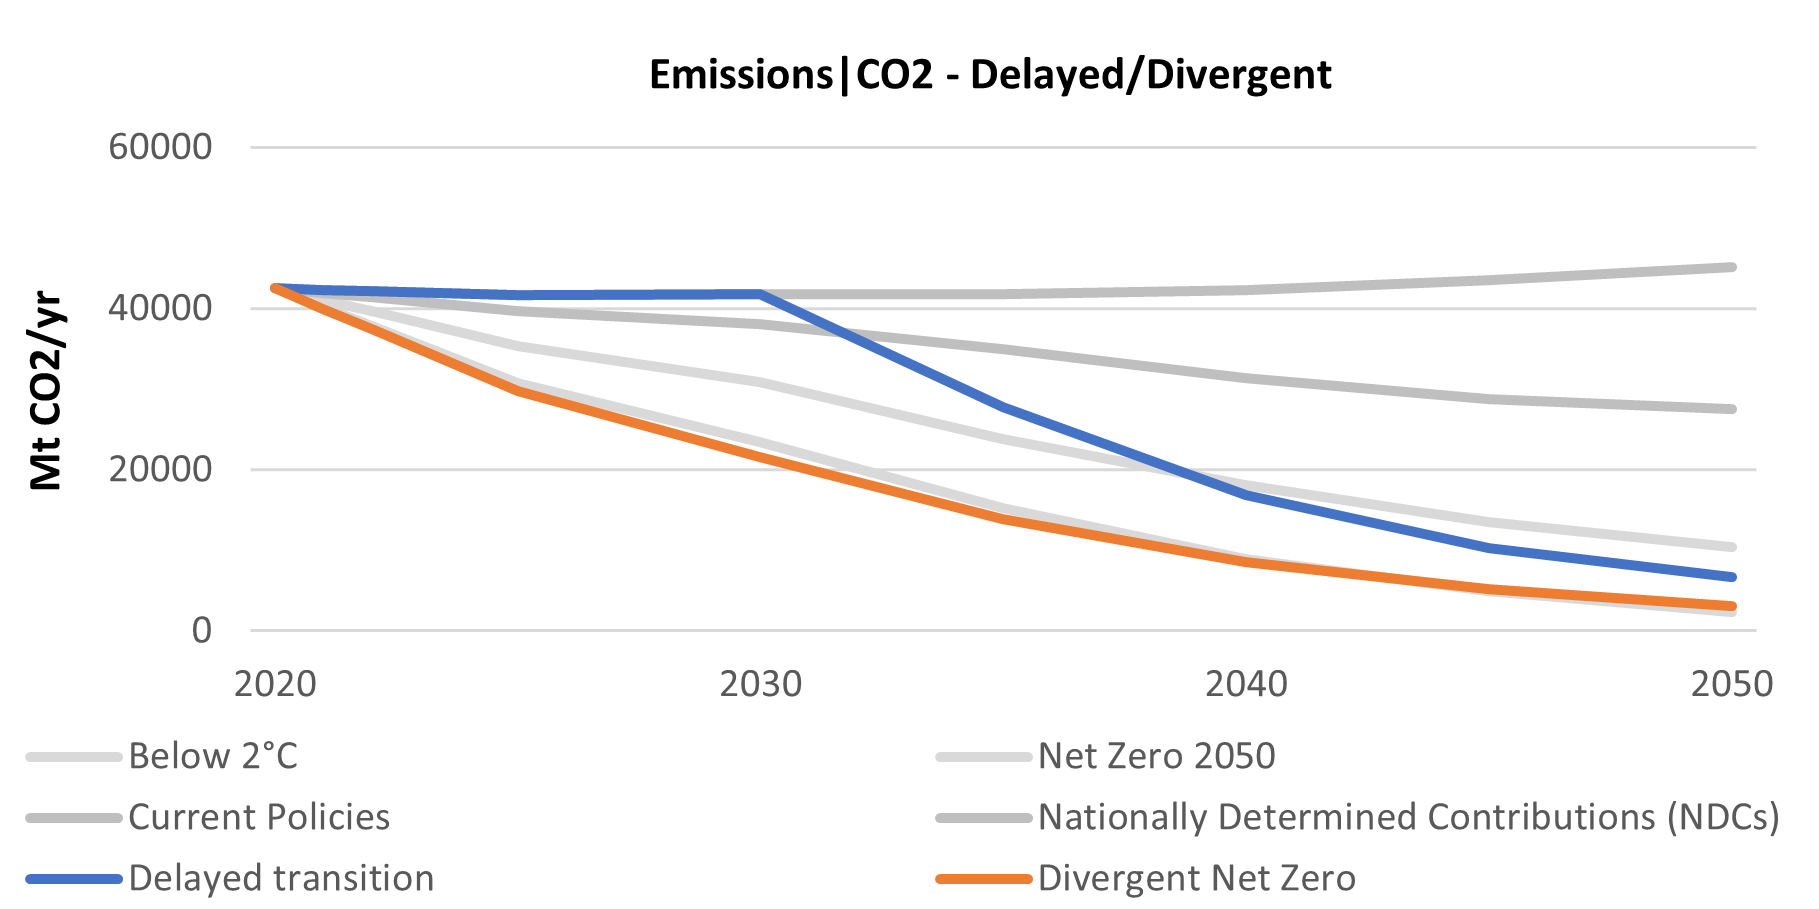 Emissions|CO2 - Delayed/Divergent
Mt CO2/yr
60000
40000
20000
0
2020 2030 2040 2050
Below 2°C Net Zero 2050
Current Policies Nationally Determined Contributions (NDCs)
Delayed transition Divergent Net Zero